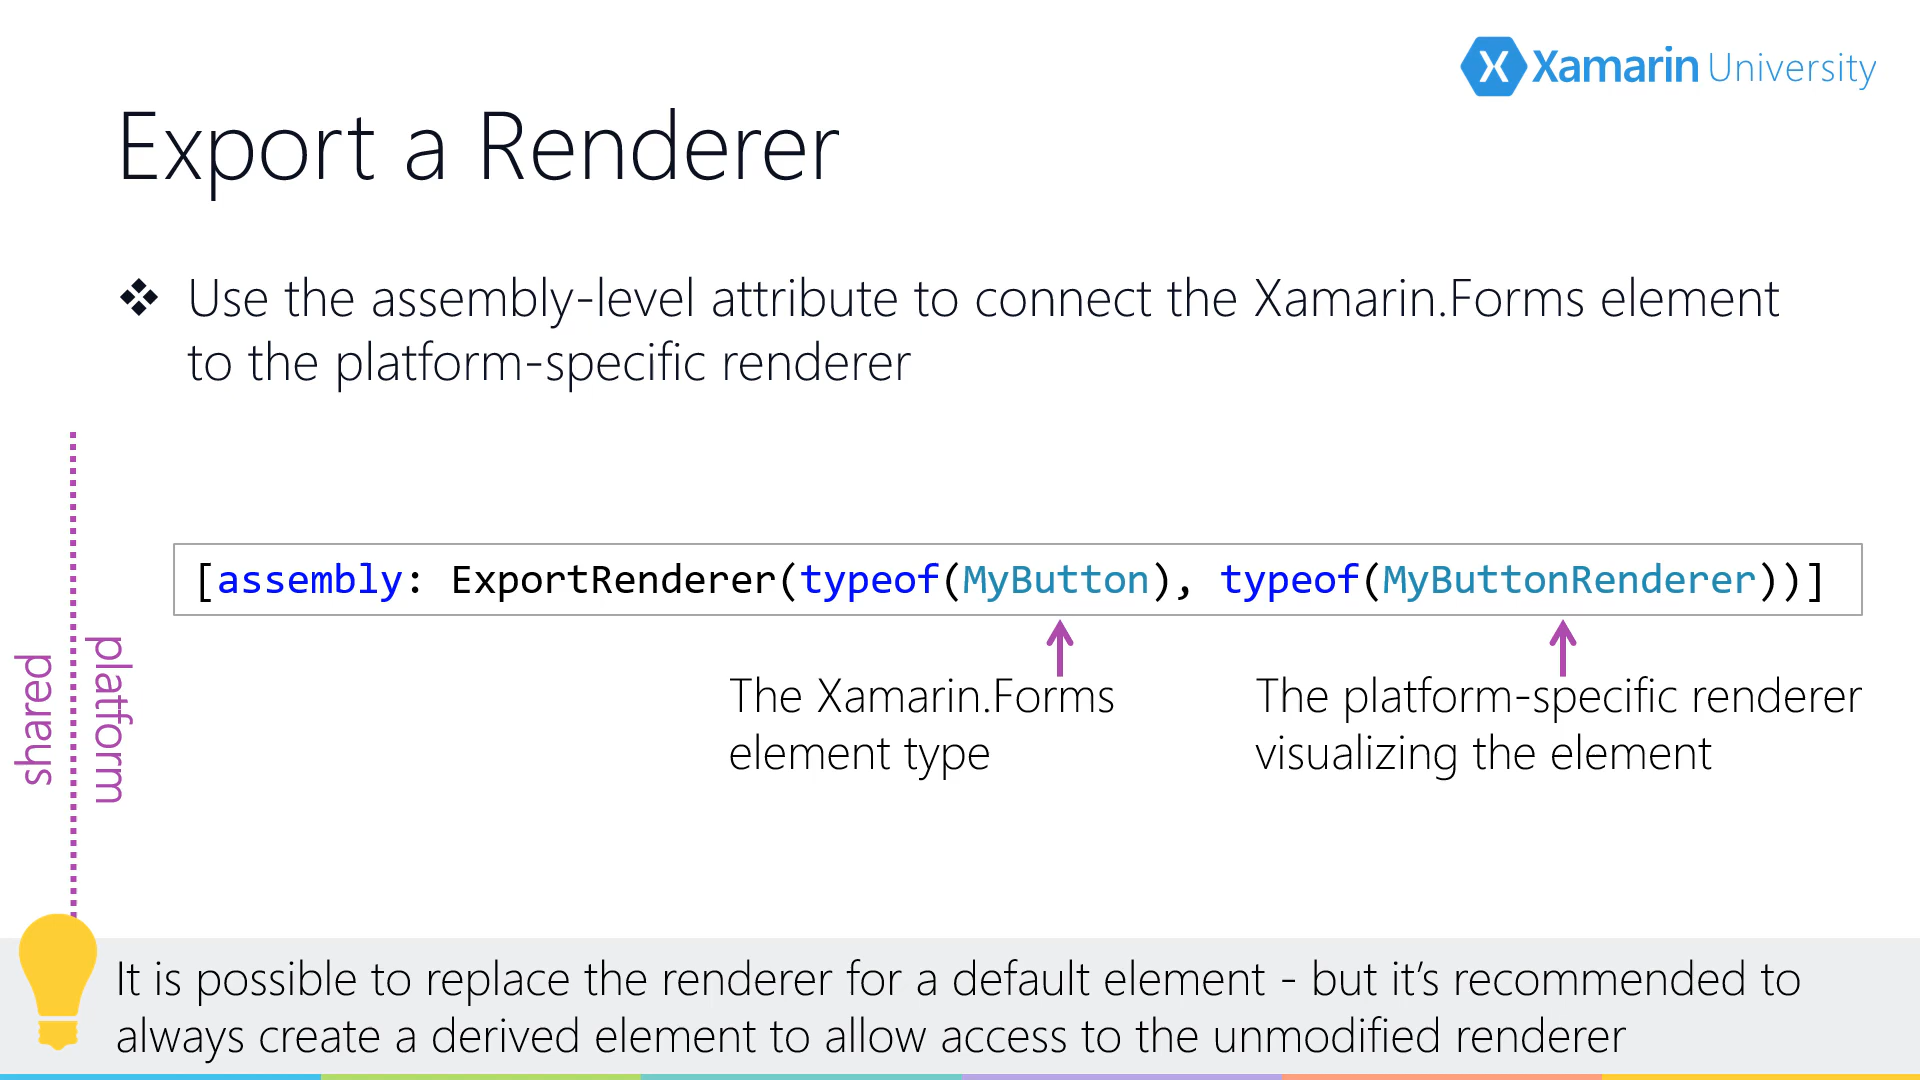 Xamarin University
Export a Renderer
❖ Use the assembly-level attribute to connect the Xamarin.Forms element
to the platform-specific renderer
[assembly: ExportRenderer(typeof(MyButton), typeof(MyButtonRenderer))]
The Xamarin.Forms
element type
The platform-specific renderer
visualizing the element
shared
platform
It is possible to replace the renderer for a default element - but it’s recommended to
always create a derived element to allow access to the unmodified renderer